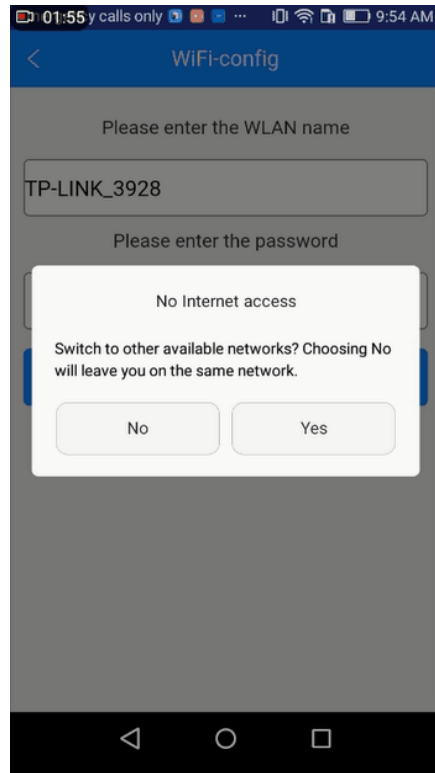 01:55 y calls only 9:54 AM
WiFi-config
Please enter the WLAN name
TP-LINK_3928
Please enter the password
No Internet access
Switch to other available networks? Choosing No
will leave you on the same network.
No Yes